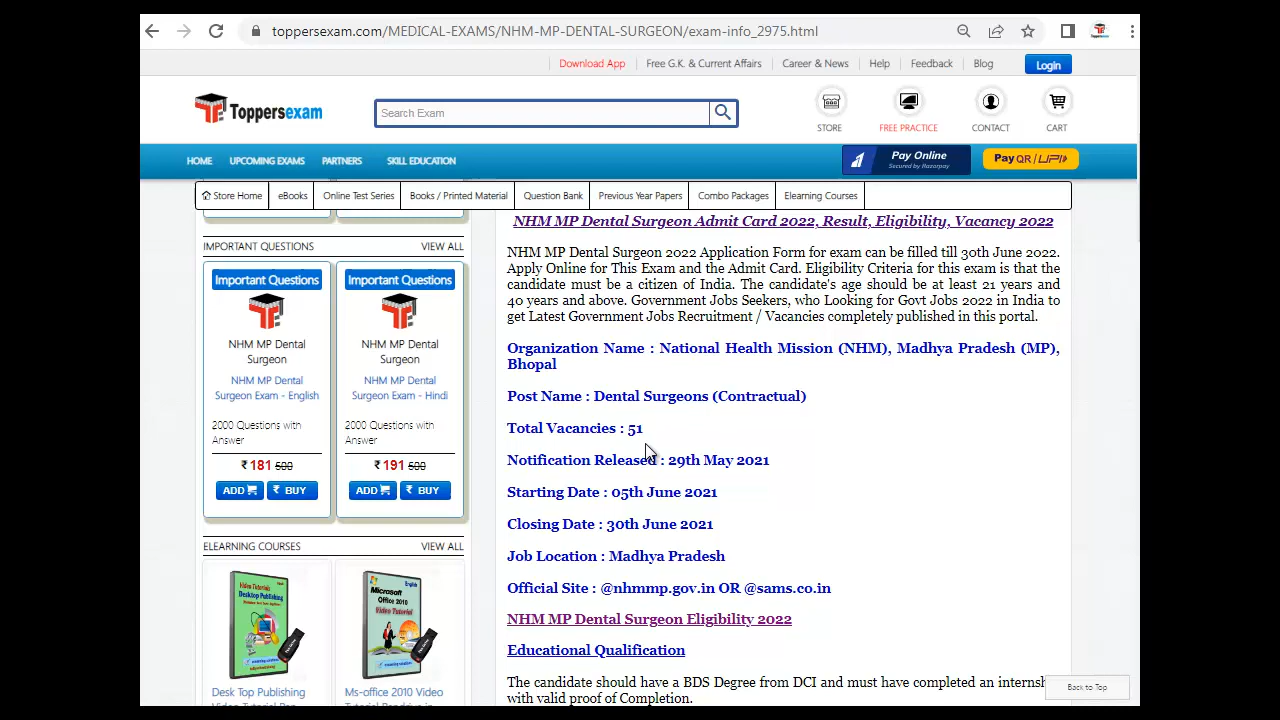 toppersexam.com/MEDICAL-EXAMS/NHM-MP-DENTAL-SURGEON/exam-info_2975.html
Download App | Free G.K. & Current Affairs | Career & News | Help | Feedback | Blog Login
Toppersexam
Search Exam
STORE FREE PRACTICE CONTACT CART
HOME UPCOMING EXAMS PARTNERS SKILL EDUCATION
Pay Online
Secured by Razorpay
Pay QR / UPI
Store Home eBooks Online Test Series Books / Printed Material Question Bank Previous Year Papers Combo Packages Elearning Courses
IMPORTANT QUESTIONS VIEW ALL
Important Questions
NHM MP Dental
Surgeon
NHM MP Dental
Surgeon Exam - English
2000 Questions with
Answer
₹ 181 500
ADD ₹ BUY
Important Questions
NHM MP Dental
Surgeon
NHM MP Dental
Surgeon Exam - Hindi
2000 Questions with
Answer
₹ 191 500
ADD ₹ BUY
ELEARNING COURSES VIEW ALL
Video Tutorials
Desktop Publishing
Desk Top Publishing
English
Microsoft
Office 2010
Video Tutorial
Ms-office 2010 Video
NHM MP Dental Surgeon Admit Card 2022, Result, Eligibility, Vacancy 2022
NHM MP Dental Surgeon 2022 Application Form for exam can be filled till 30th June 2022.
Apply Online for This Exam and the Admit Card. Eligibility Criteria for this exam is that the
candidate must be a citizen of India. The candidate's age should be at least 21 years and
40 years and above. Government Jobs Seekers, who Looking for Govt Jobs 2022 in India to
get Latest Government Jobs Recruitment / Vacancies completely published in this portal.
Organization Name : National Health Mission (NHM), Madhya Pradesh (MP),
Bhopal
Post Name : Dental Surgeons (Contractual)
Total Vacancies : 51
Notification Released : 29th May 2021
Starting Date : 05th June 2021
Closing Date : 30th June 2021
Job Location : Madhya Pradesh
Official Site : @nhmmp.gov.in OR @sams.co.in
NHM MP Dental Surgeon Eligibility 2022
Educational Qualification
The candidate should have a BDS Degree from DCI and must have completed an internsh
with valid proof of Completion.
Back to Top